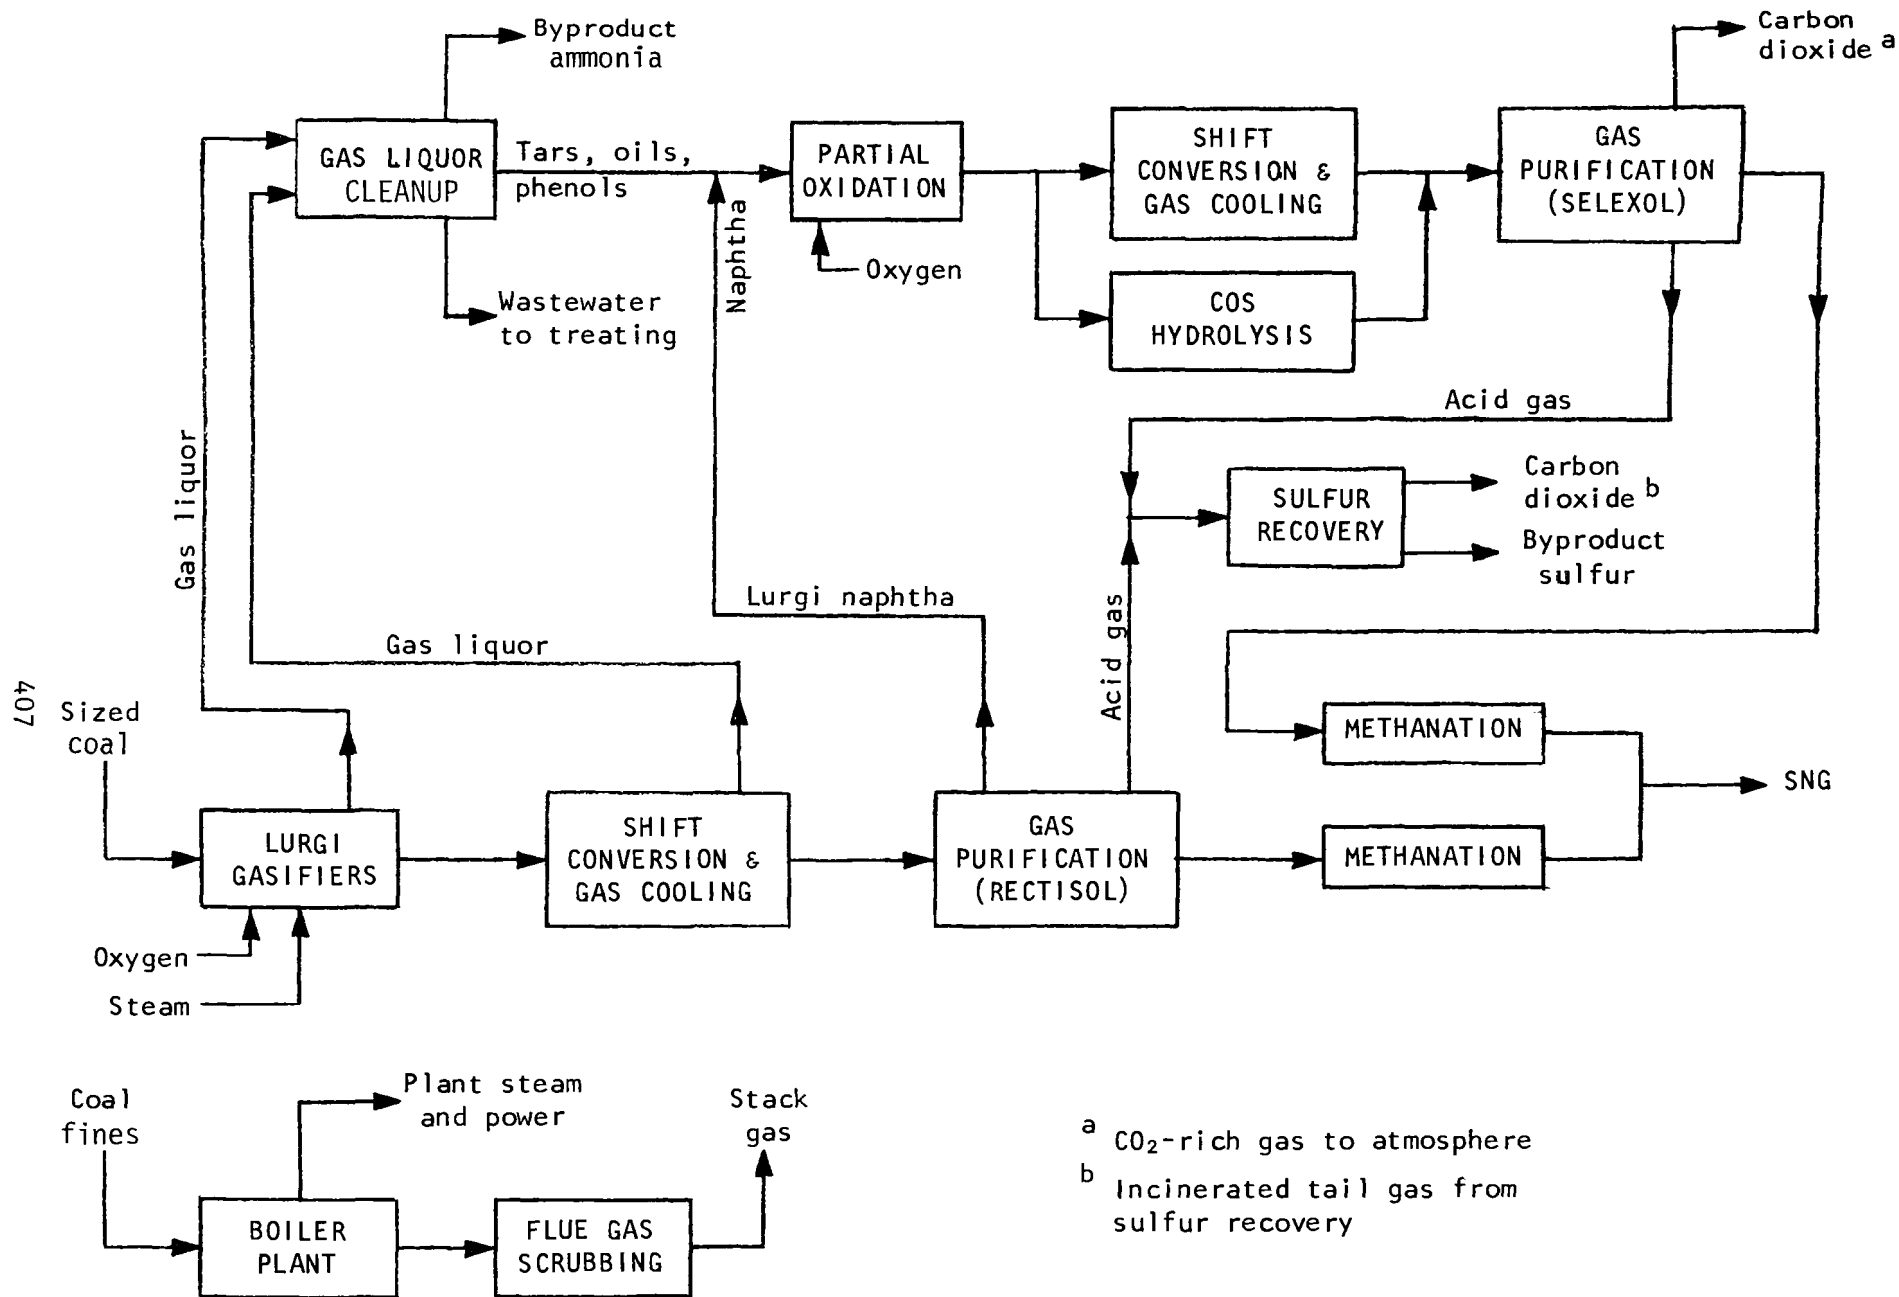 Byproduct
ammonia
Carbon
dioxide a
GAS LIQUOR
CLEANUP
Tars, oils,
phenols
PARTIAL
OXIDATION
SHIFT
CONVERSION &
GAS COOLING
GAS
PURIFICATION
(SELEXOL)
Naphtha
Oxygen
Wastewater
to treating
COS
HYDROLYSIS
Acid gas
Gas liquor
SULFUR
RECOVERY
Carbon
dioxide b
Byproduct
sulfur
Lurgi naphtha
Acid gas
Gas liquor
407
Sized
coal
METHANATION
SNG
LURGI
GASIFIERS
SHIFT
CONVERSION &
GAS COOLING
GAS
PURIFICATION
(RECTISOL)
METHANATION
Oxygen
Steam
Coal
fines
Plant steam
and power
Stack
gas
BOILER
PLANT
FLUE GAS
SCRUBBING
a CO₂-rich gas to atmosphere
b Incinerated tail gas from
sulfur recovery